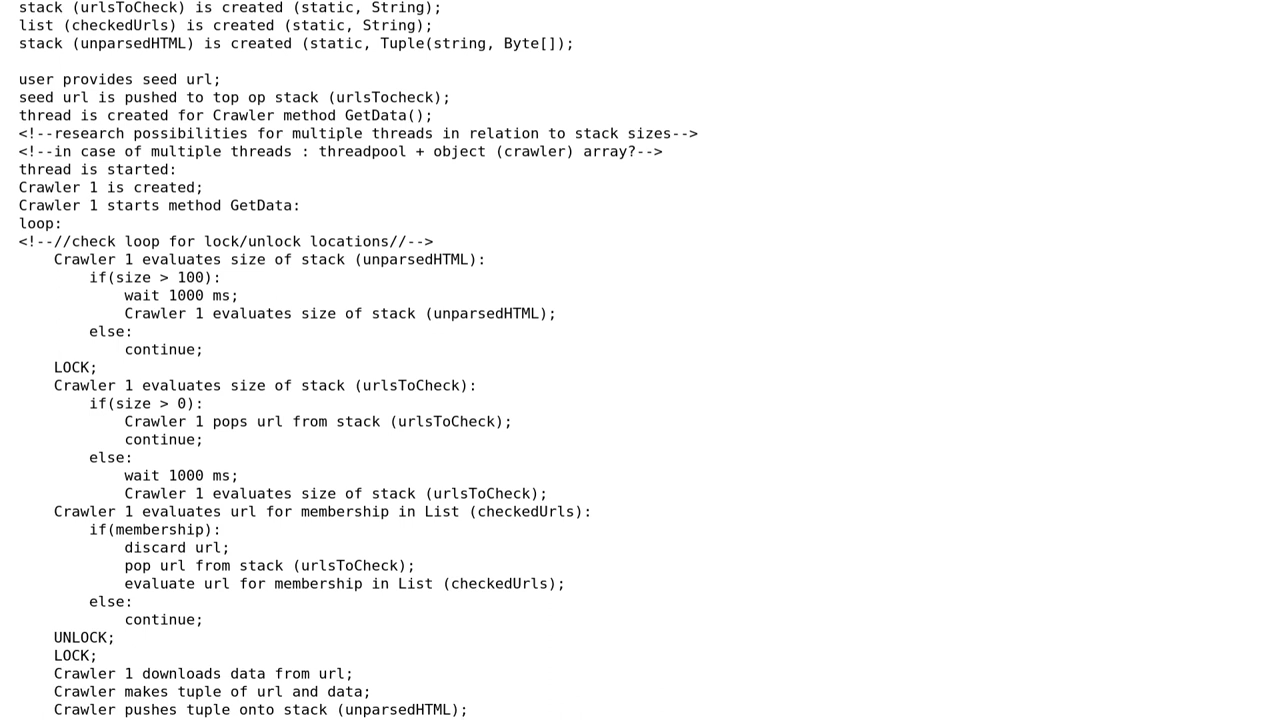 stack (urlsToCheck) is created (static, String);
list (checkedUrls) is created (static, String);
stack (unparsedHTML) is created (static, Tuple(string, Byte[]);

user provides seed url;
seed url is pushed to top op stack (urlsTocheck);
thread is created for Crawler method GetData();
<!--research possibilities for multiple threads in relation to stack sizes-->
<!--in case of multiple threads : threadpool + object (crawler) array?-->
thread is started:
Crawler 1 is created;
Crawler 1 starts method GetData:
loop:
<!--//check loop for lock/unlock locations//-->
    Crawler 1 evaluates size of stack (unparsedHTML):
        if(size > 100):
            wait 1000 ms;
            Crawler 1 evaluates size of stack (unparsedHTML);
        else:
            continue;
    LOCK;
    Crawler 1 evaluates size of stack (urlsToCheck):
        if(size > 0):
            Crawler 1 pops url from stack (urlsToCheck);
            continue;
        else:
            wait 1000 ms;
            Crawler 1 evaluates size of stack (urlsToCheck);
    Crawler 1 evaluates url for membership in List (checkedUrls):
        if(membership):
            discard url;
            pop url from stack (urlsToCheck);
            evaluate url for membership in List (checkedUrls);
        else:
            continue;
    UNLOCK;
    LOCK;
    Crawler 1 downloads data from url;
    Crawler makes tuple of url and data;
    Crawler pushes tuple onto stack (unparsedHTML);